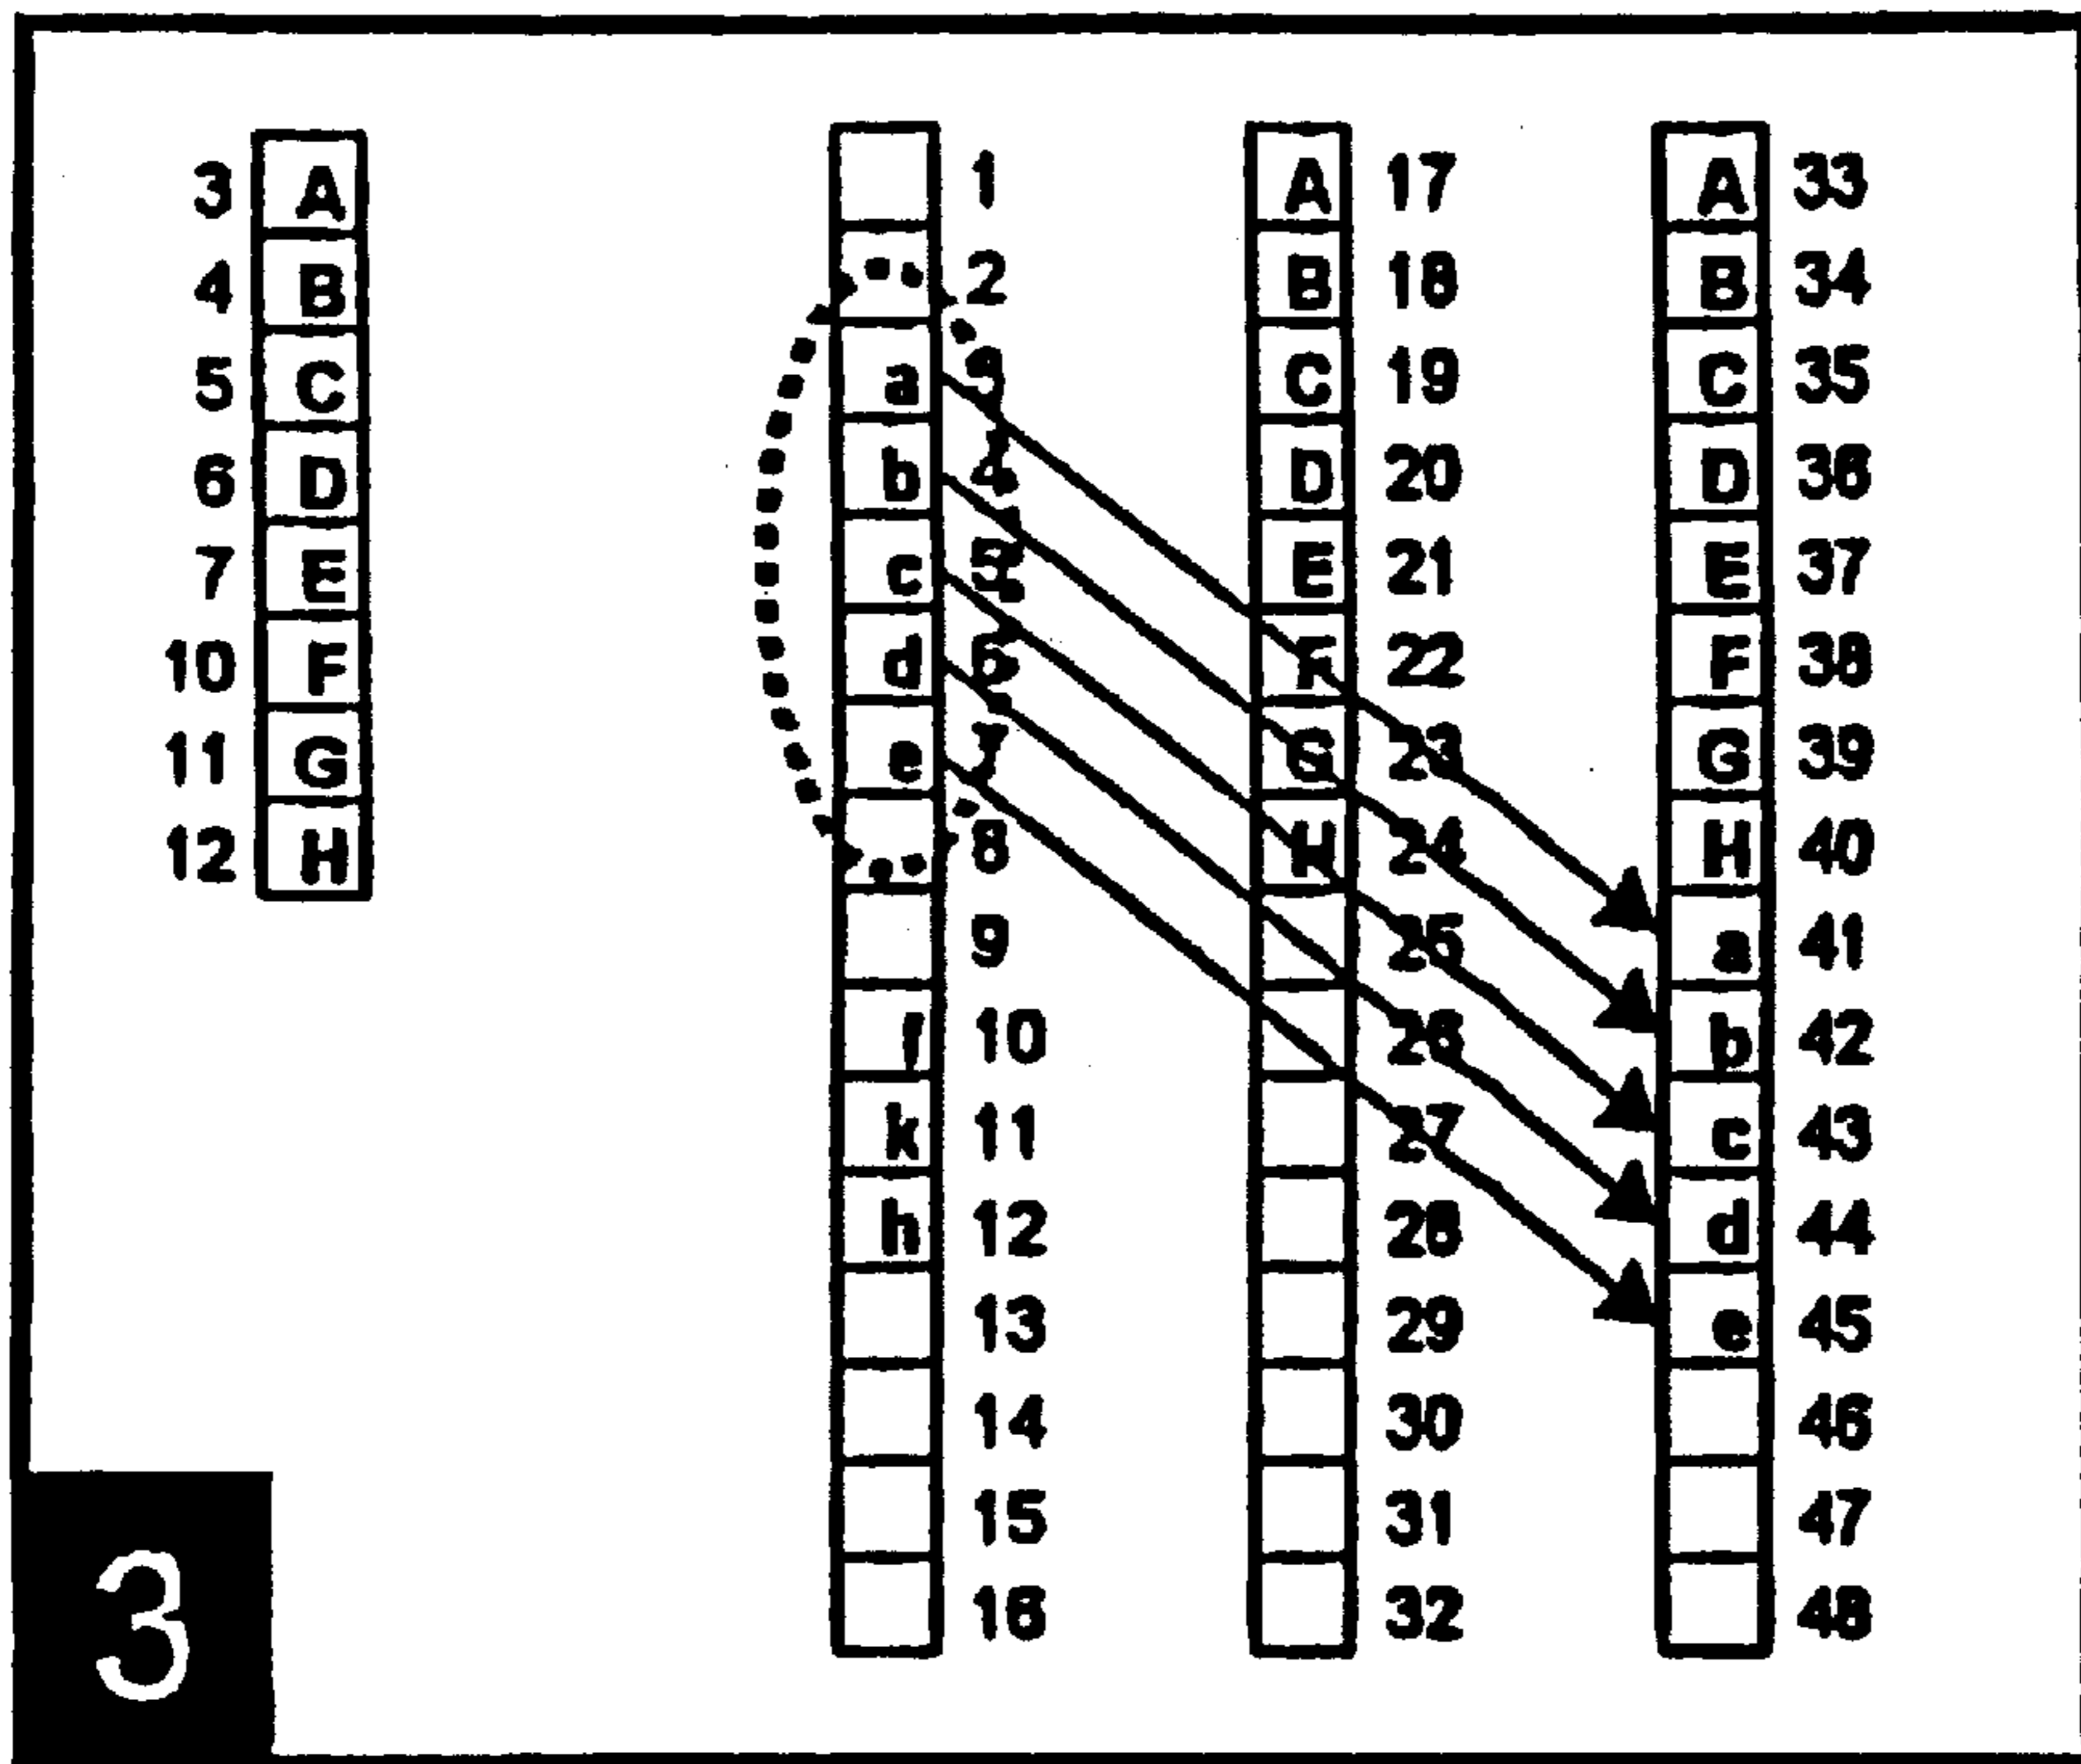 1 A 17 A 33
3 A
2 B 18 B 34
4 B
a 3 C 19 C 35
5 C
b 4 D 20 D 36
6 D
c 5 E 21 E 37
7 E
d 6 F 22 F 38
10 F
e 7 G 23 G 39
11 G
8 H 24 H 40
12 H
9 25 a 41
10 26 b 42
k 11 27 c 43
h 12 28 d 44
13 29 e 45
14 30 46
15 31 47
16 32 48
3